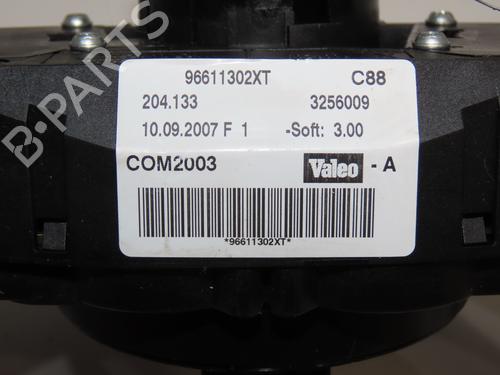 96611302XT C88
204.133 3256009
10.09.2007 F 1 -Soft: 3.00
COM2003 Valeo - A
*96611302XT*
B-PARTS